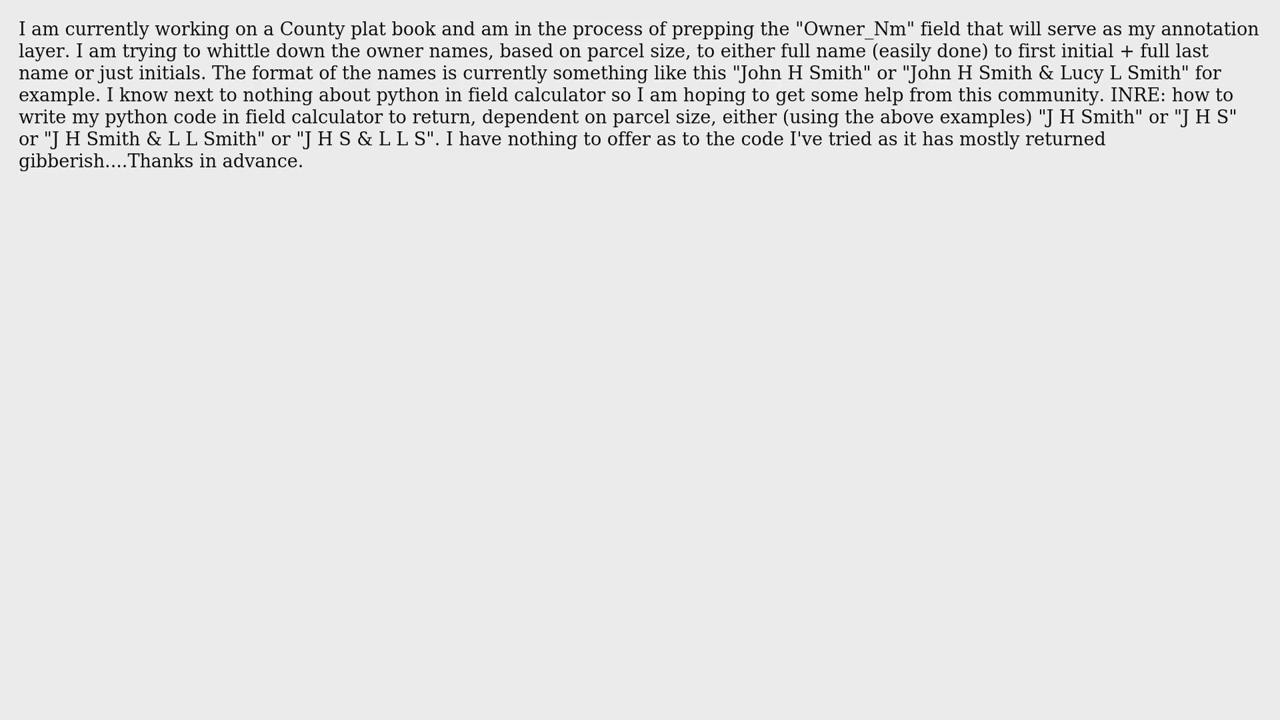 I am currently working on a County plat book and am in the process of prepping the "Owner_Nm" field that will serve as my annotation
layer. I am trying to whittle down the owner names, based on parcel size, to either full name (easily done) to first initial + full last
name or just initials. The format of the names is currently something like this "John H Smith" or "John H Smith & Lucy L Smith" for
example. I know next to nothing about python in field calculator so I am hoping to get some help from this community. INRE: how to
write my python code in field calculator to return, dependent on parcel size, either (using the above examples) "J H Smith" or "J H S"
or "J H Smith & L L Smith" or "J H S & L L S". I have nothing to offer as to the code I've tried as it has mostly returned
gibberish....Thanks in advance.